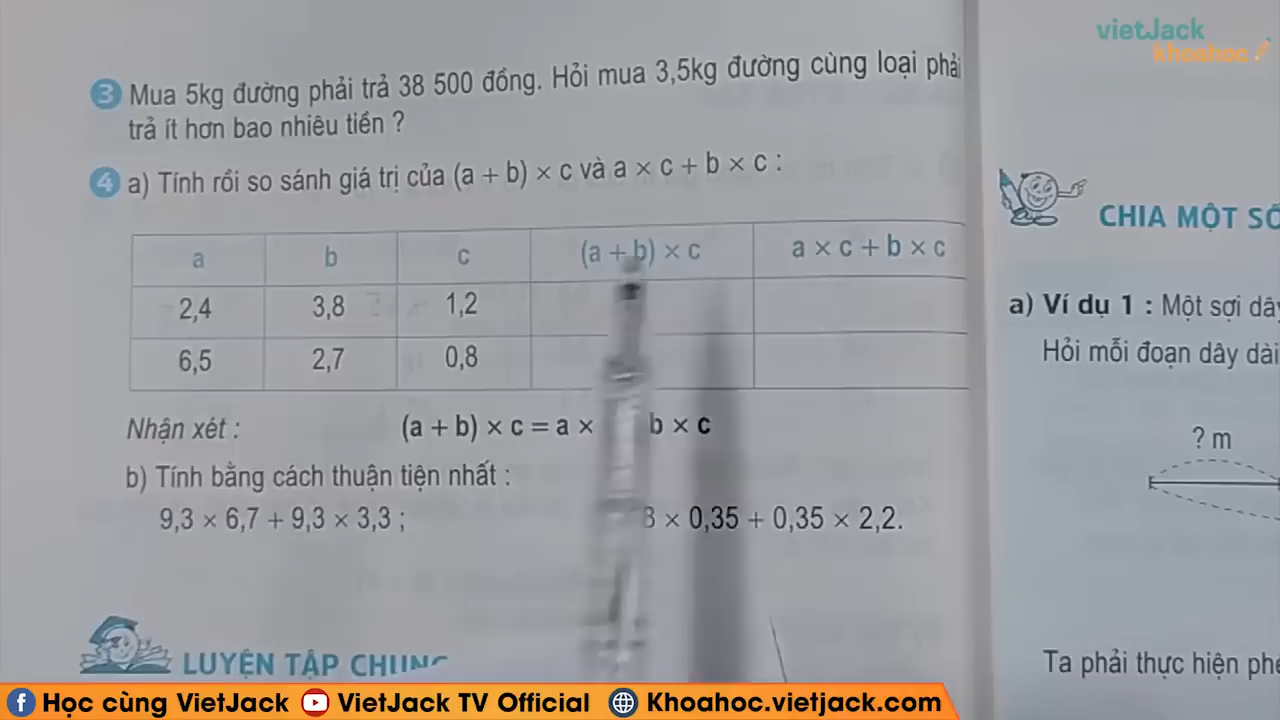 vietJack
khoahoc
3 Mua 5kg đường phải trả 38 500 đồng. Hỏi mua 3,5kg đường cùng loại phải
trả ít hơn bao nhiêu tiền ?
4 a) Tính rồi so sánh giá trị của (a + b) × c và a × c + b × c :
a b c (a + b) × c a × c + b × c
2,4 3,8 1,2
6,5 2,7 0,8
Nhận xét : (a + b) × c = a × b × c
b) Tính bằng cách thuận tiện nhất :
9,3 × 6,7 + 9,3 × 3,3 ; 8 × 0,35 + 0,35 × 2,2.
LUYỆN TẬP CHUNG
CHIA MỘT SỐ
a) Ví dụ 1 : Một sợi dây
Hỏi mỗi đoạn dây dài
? m
Ta phải thực hiện
Học cùng VietJack VietJack TV Official Khoahoc.vietjack.com